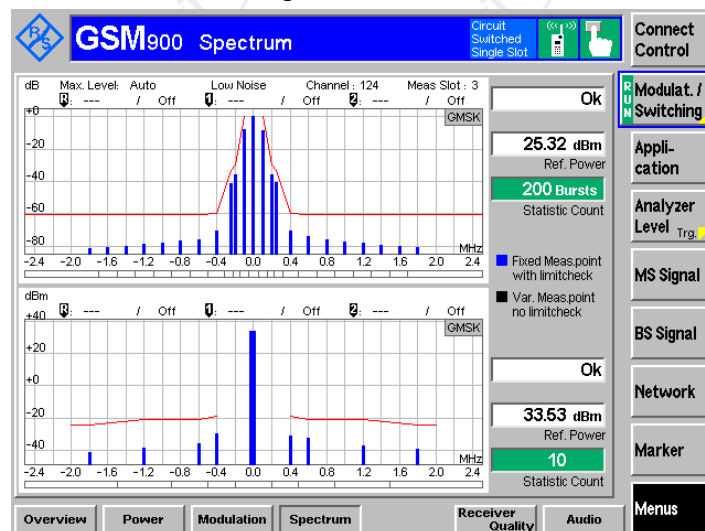 R&S
GSM900 Spectrum
Circuit
Switched
Single Slot
Connect
Control
dB Max. Level: Auto Low Noise Channel : 124 Meas Slot : 3
R: --- / Off 1: --- / Off 2: --- / Off
+0
GMSK
-20
-40
-60
-80
MHz
-2.4 -2.0 -1.6 -1.2 -0.8 -0.4 0.0 0.4 0.8 1.2 1.6 2.0 2.4
Ok
25.32 dBm
Ref. Power
200 Bursts
Statistic Count
Fixed Meas.point
with limitcheck
Var. Meas.point
no limitcheck
dBm
R: --- / Off 1: --- / Off 2: --- / Off
+40
GMSK
+20
+0
-20
-40
MHz
-2.4 -2.0 -1.6 -1.2 -0.8 -0.4 0.0 0.4 0.8 1.2 1.6 2.0 2.4
Ok
33.53 dBm
Ref. Power
10
Statistic Count
RUN
Modulat. /
Switching
Appli-
cation
Analyzer
Level Trg.
MS Signal
BS Signal
Network
Marker
Menus
Overview Power Modulation Spectrum Receiver
Quality Audio